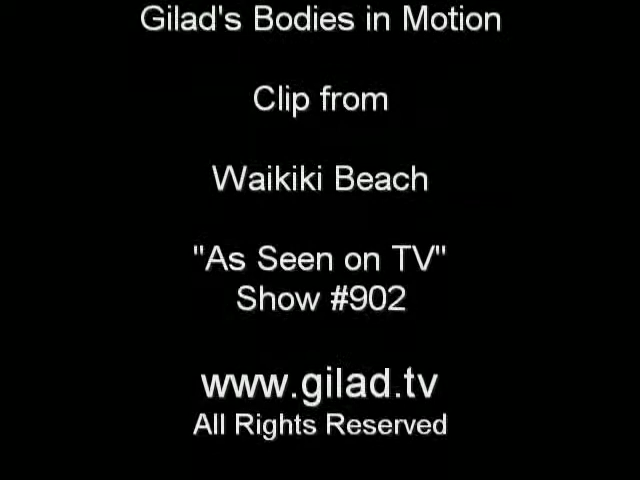 Gilad's Bodies in Motion
Clip from
Waikiki Beach
"As Seen on TV"
Show #902
www.gilad.tv
All Rights Reserved